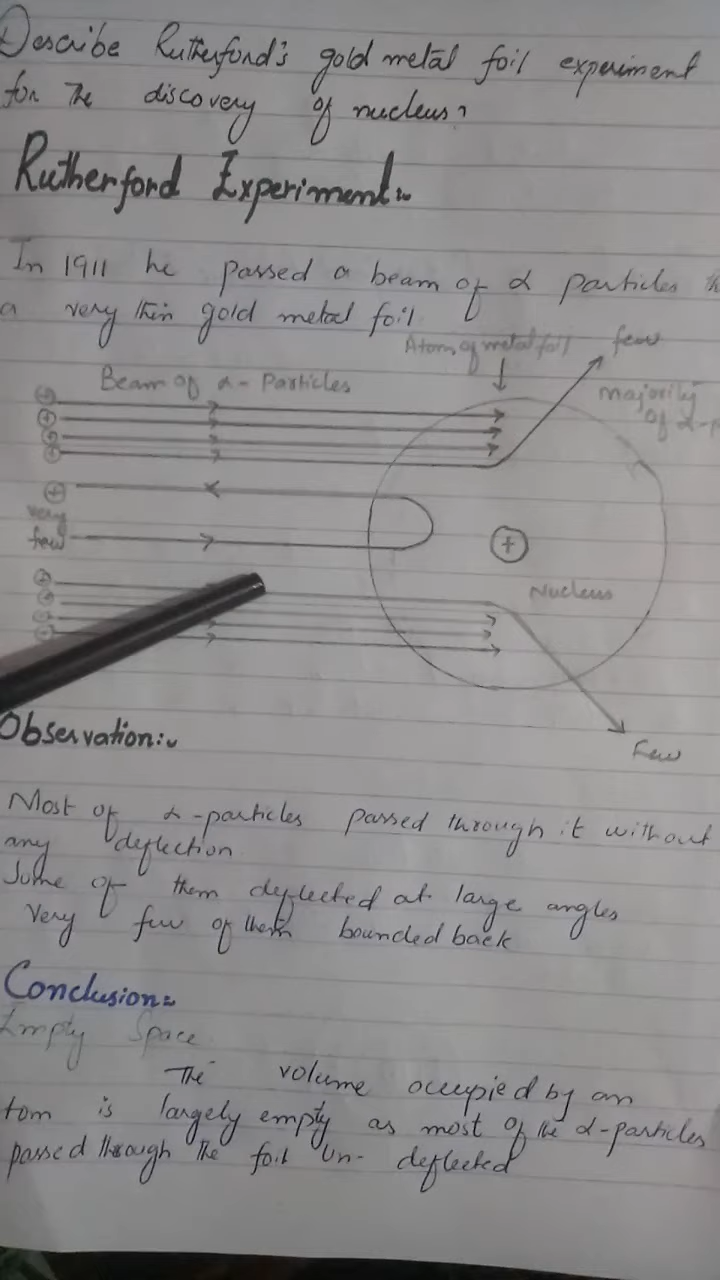 Describe Rutherford's gold metal foil experiment
for The discovery of nucleus?
Rutherford Experiment:~
In 1911 he passed a beam of α particles
a very thin gold metal foil
Atom of metal foil few
Beam of α - Particles
majority
of α-p
very
few
+
Nucleus
Few
Observation:~
Most of α-particles passed through it without
any deflection
Some of them deflected at large angles
Very few of them bounded back
Conclusion:~
Empty Space
The volume occupied by an
tom is largely empty as most of the α-particles
passed through The foil Un- deflected